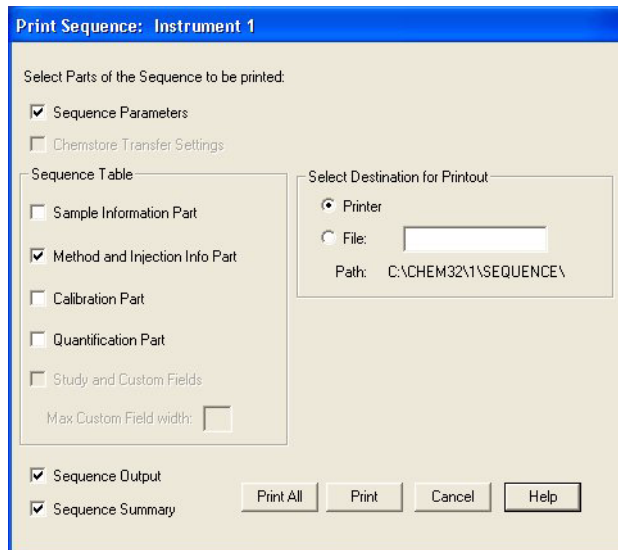 Print Sequence: Instrument 1
Select Parts of the Sequence to be printed:
Sequence Parameters
Chemstore Transfer Settings
Sequence Table
Sample Information Part
Method and Injection Info Part
Calibration Part
Quantification Part
Study and Custom Fields
Max Custom Field width:
Select Destination for Printout
Printer
File:
Path: C:\CHEM32\1\SEQUENCE\
Sequence Output
Sequence Summary
Print All Print Cancel Help